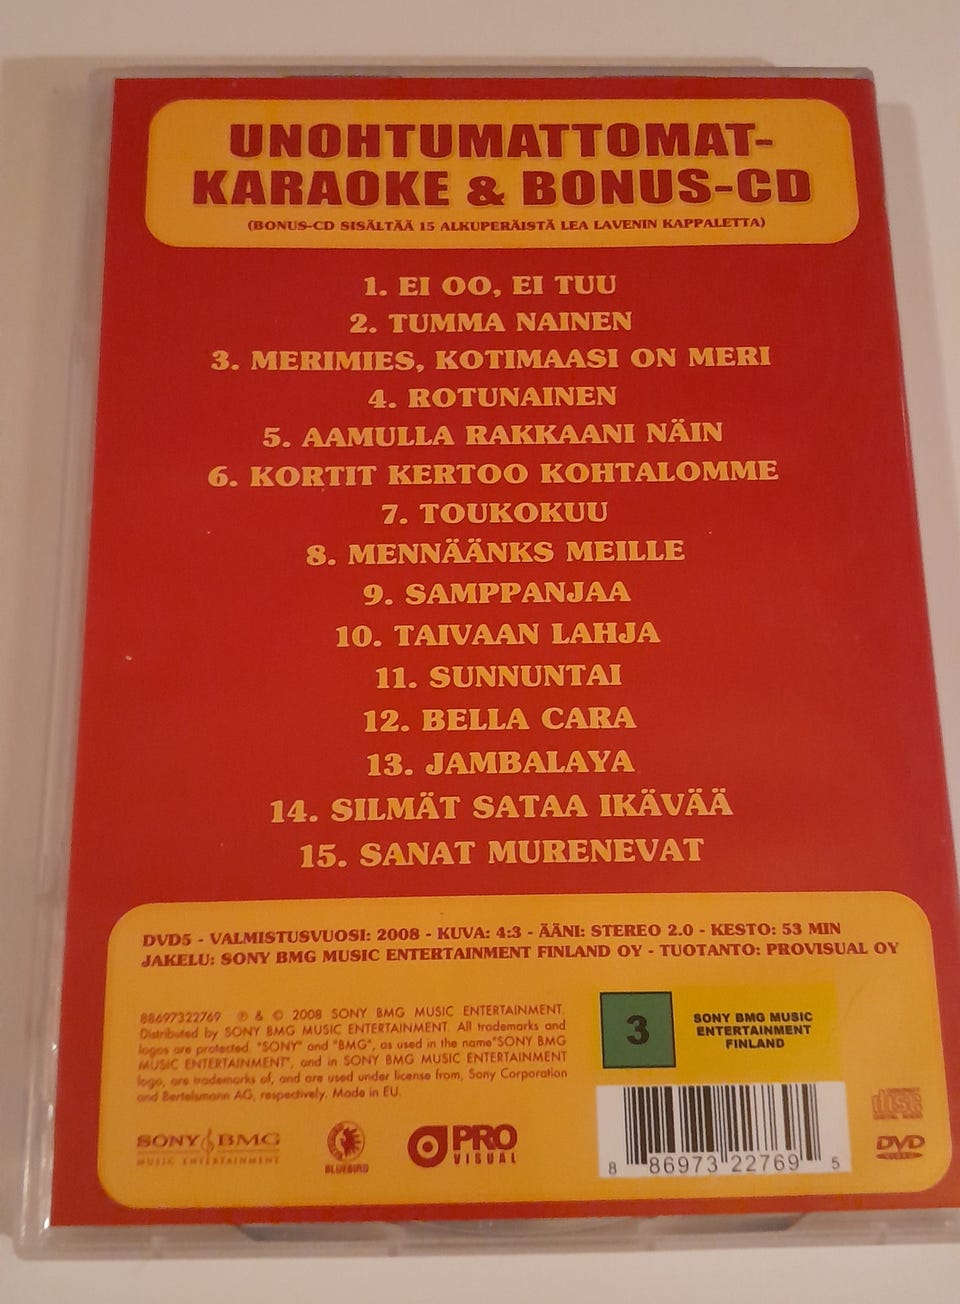 UNOHTUMATTOMAT-
KARAOKE & BONUS-CD
(BONUS-CD SISÄLTÄÄ 15 ALKUPERÄISTÄ LEA LAVENIN KAPPALETTA)
1. EI OO, EI TUU
2. TUMMA NAINEN
3. MERIMIES, KOTIMAASI ON MERI
4. ROTUNAINEN
5. AAMULLA RAKKAANI NÄIN
6. KORTIT KERTOO KOHTALOMME
7. TOUKOKUU
8. MENNÄÄNKS MEILLE
9. SAMPPANJAA
10. TAIVAAN LAHJA
11. SUNNUNTAI
12. BELLA CARA
13. JAMBALAYA
14. SILMÄT SATAA IKÄVÄÄ
15. SANAT MURENEVAT
DVD5 - VALMISTUSVUOSI: 2008 - KUVA: 4:3 - ÄÄNI: STEREO 2.0 - KESTO: 53 MIN
JAKELU: SONY BMG MUSIC ENTERTAINMENT FINLAND OY - TUOTANTO: PROVISUAL OY
88697322769 ℗ & © 2008 SONY BMG MUSIC ENTERTAINMENT.
Distributed by SONY BMG MUSIC ENTERTAINMENT. All trademarks and
logos are protected. "SONY" and "BMG", as used in the name"SONY BMG
MUSIC ENTERTAINMENT", and in SONY BMG MUSIC ENTERTAINMENT
logo, are trademarks of, and are used under license from, Sony Corporation
and Bertelsmann AG, respectively. Made in EU.
3
SONY BMG MUSIC
ENTERTAINMENT
FINLAND
SONY BMG
MUSIC ENTERTAINMENT
BLUEBIRD
PRO
VISUAL
8 86973 22769 5
disc
DIGITAL AUDIO
DVD
VIDEO